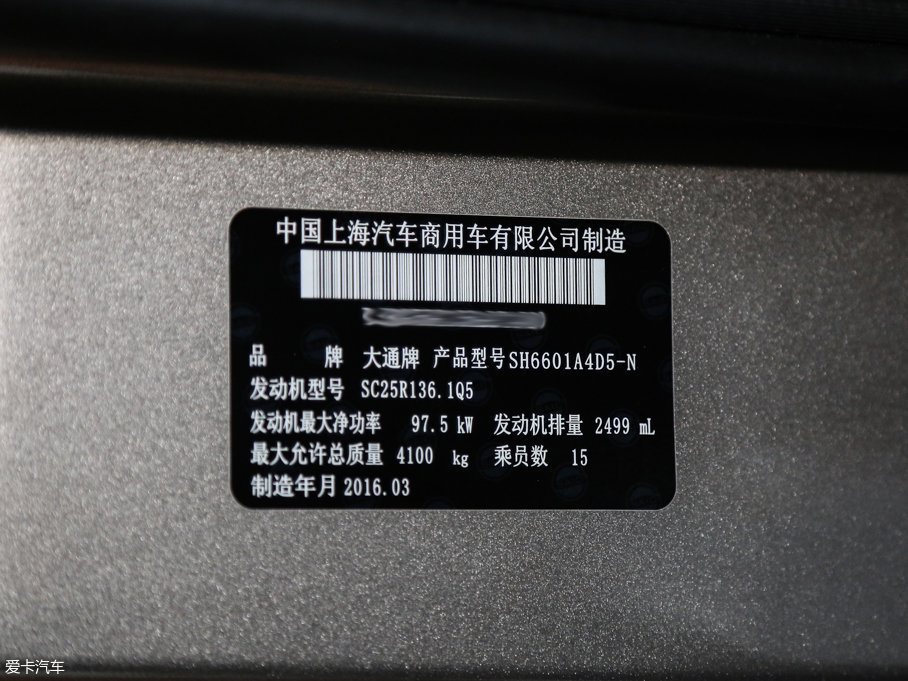 中国上海汽车商用车有限公司制造
品 牌 大通牌 产品型号 SH6601A4D5-N
发动机型号 SC25R136.1Q5
发动机最大净功率 97.5 kW 发动机排量 2499 mL
最大允许总质量 4100 kg 乘员数 15
制造年月 2016.03
爱卡汽车